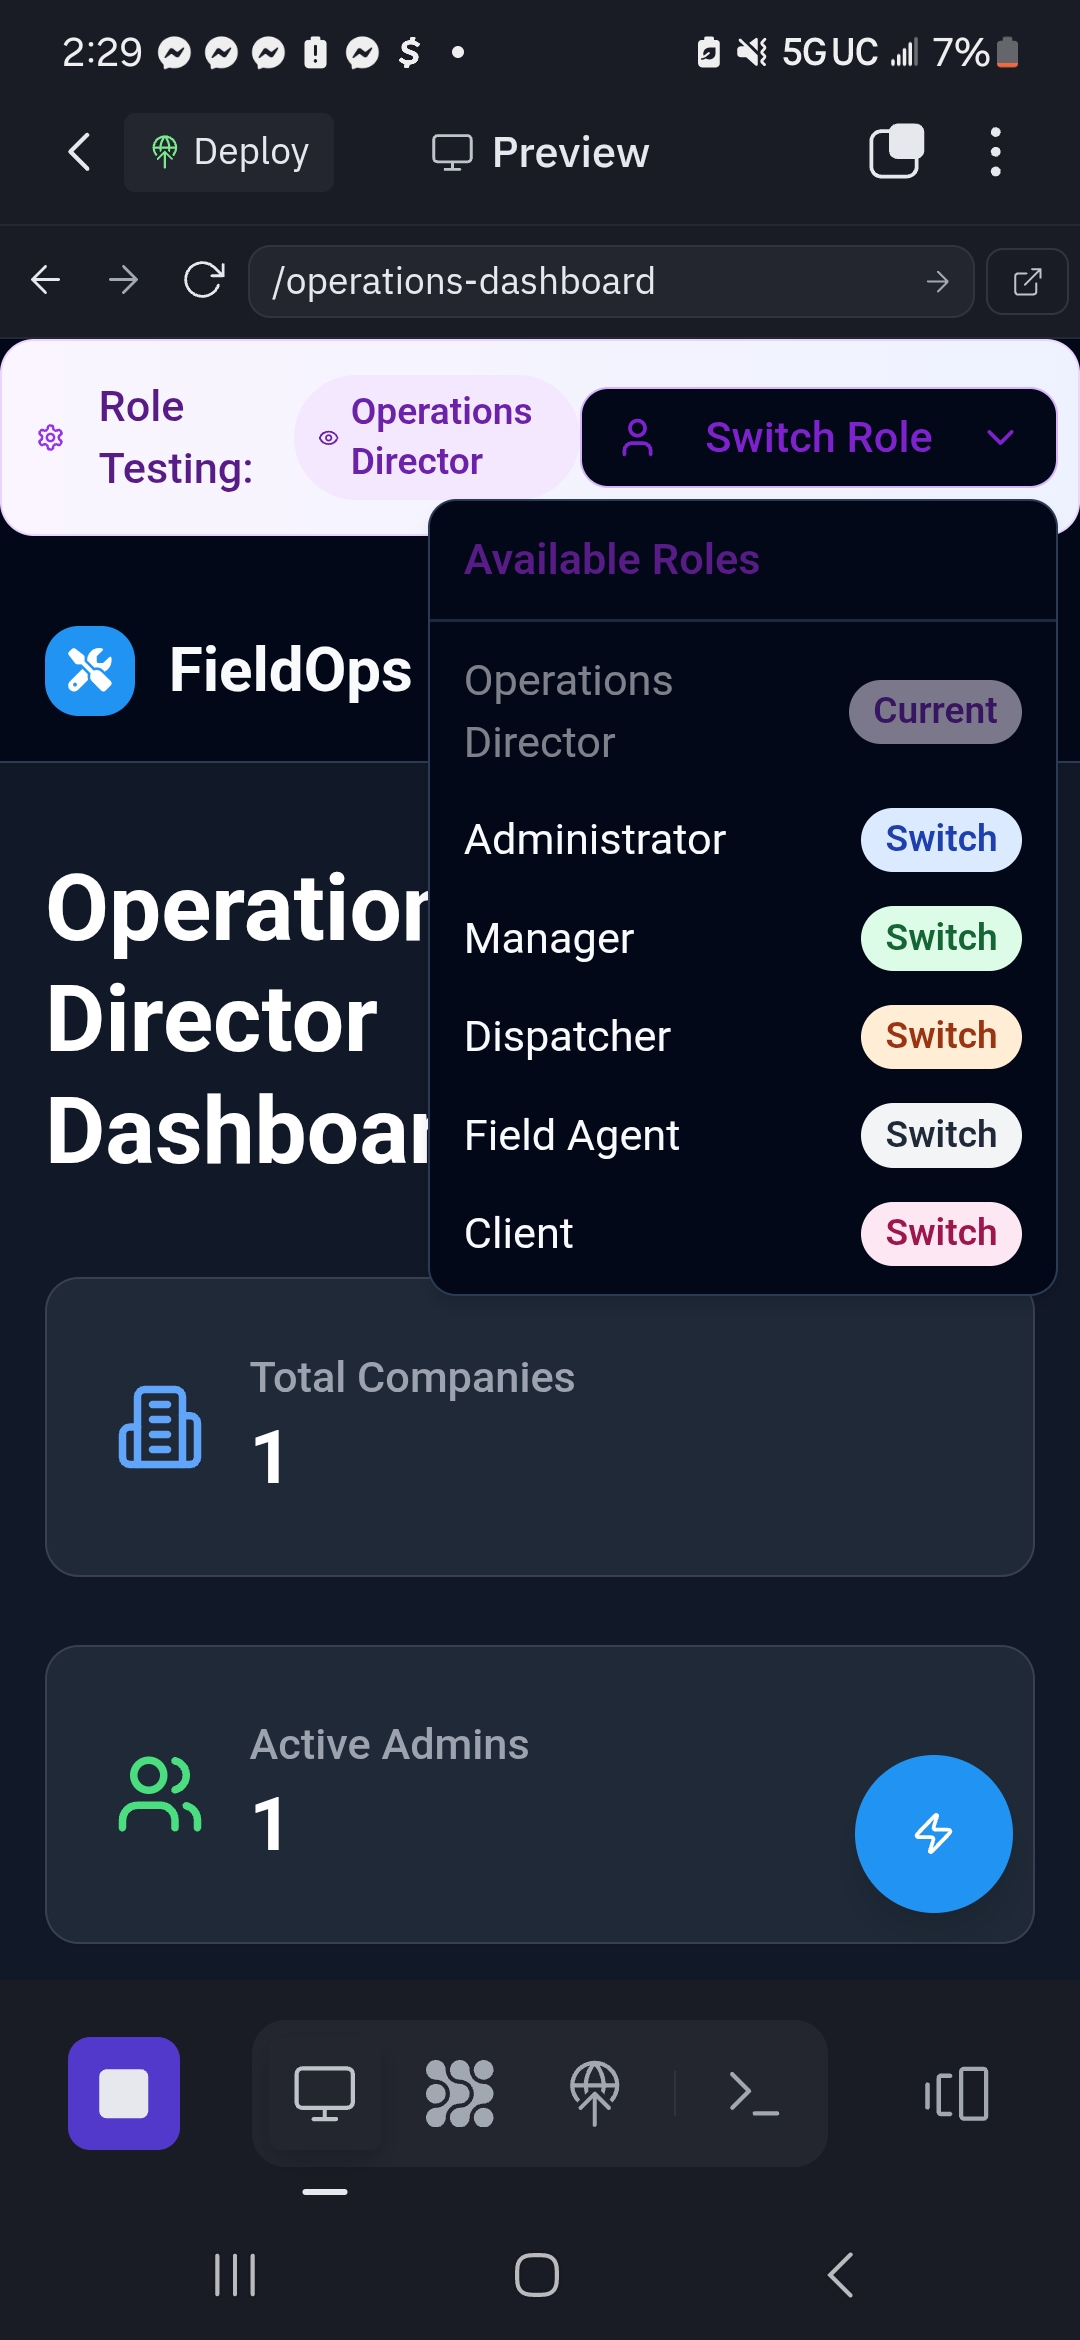 2:29
5G UC
7%
Deploy
Preview
/operations-dashboard
Role
Testing:
Operations
Director
Switch Role
Available Roles
Operations
Director
Current
Administrator
Switch
Manager
Switch
Dispatcher
Switch
Field Agent
Switch
Client
Switch
FieldOps
Operation
Director
Dashboar
Total Companies
1
Active Admins
1